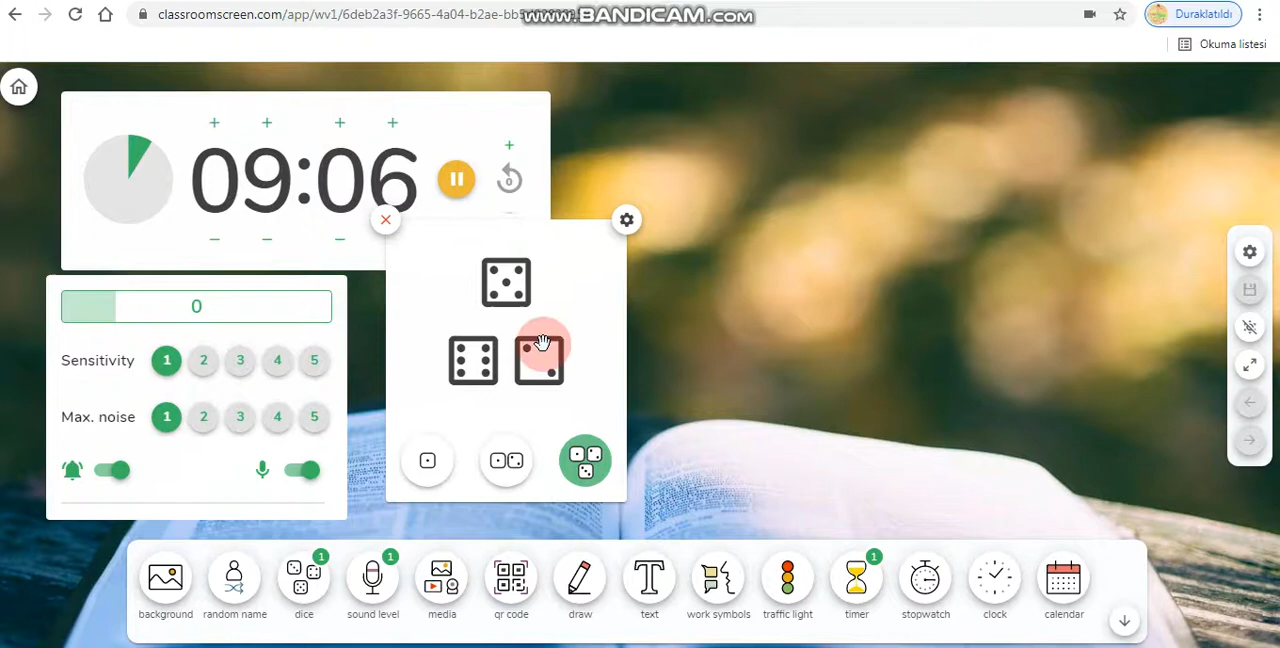 classroomscreen.com/app/wv1/6deb2a3f-9665-4a04-b2ae-bb
www.BANDICAM.com
Duraklatıldı
Okuma listesi
09:06
0
0
Sensitivity 1 2 3 4 5
Max. noise 1 2 3 4 5
1 1 1
background random name dice sound level media qr code draw text work symbols traffic light timer stopwatch clock calendar